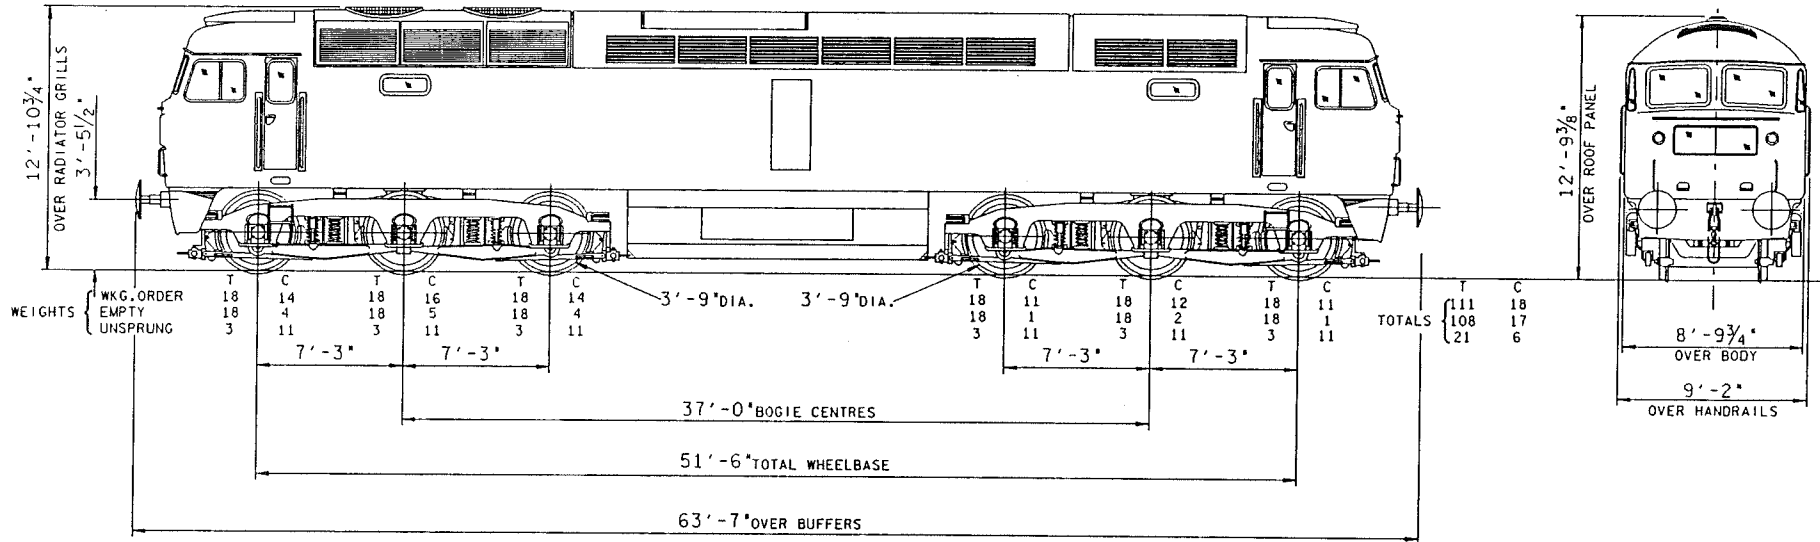 12'-10¾"
OVER RADIATOR GRILLS
3'-5½"
12'-9⅜"
OVER ROOF PANEL
T C T C T C T C T C T C T C
WEIGHTS { WKG.ORDER 18 14 18 16 18 14 18 11 18 12 18 11 111 18
EMPTY 18 4 18 5 18 4 18 1 18 2 18 1 TOTALS { 108 17
UNSPRUNG 3 11 3 11 3 11 3 11 3 11 3 11 21 6
3'-9"DIA. 3'-9"DIA.
7'-3" 7'-3" 7'-3" 7'-3"
8'-9¾"
OVER BODY
9'-2"
OVER HANDRAILS
37'-0"BOGIE CENTRES
51'-6"TOTAL WHEELBASE
63'-7"OVER BUFFERS